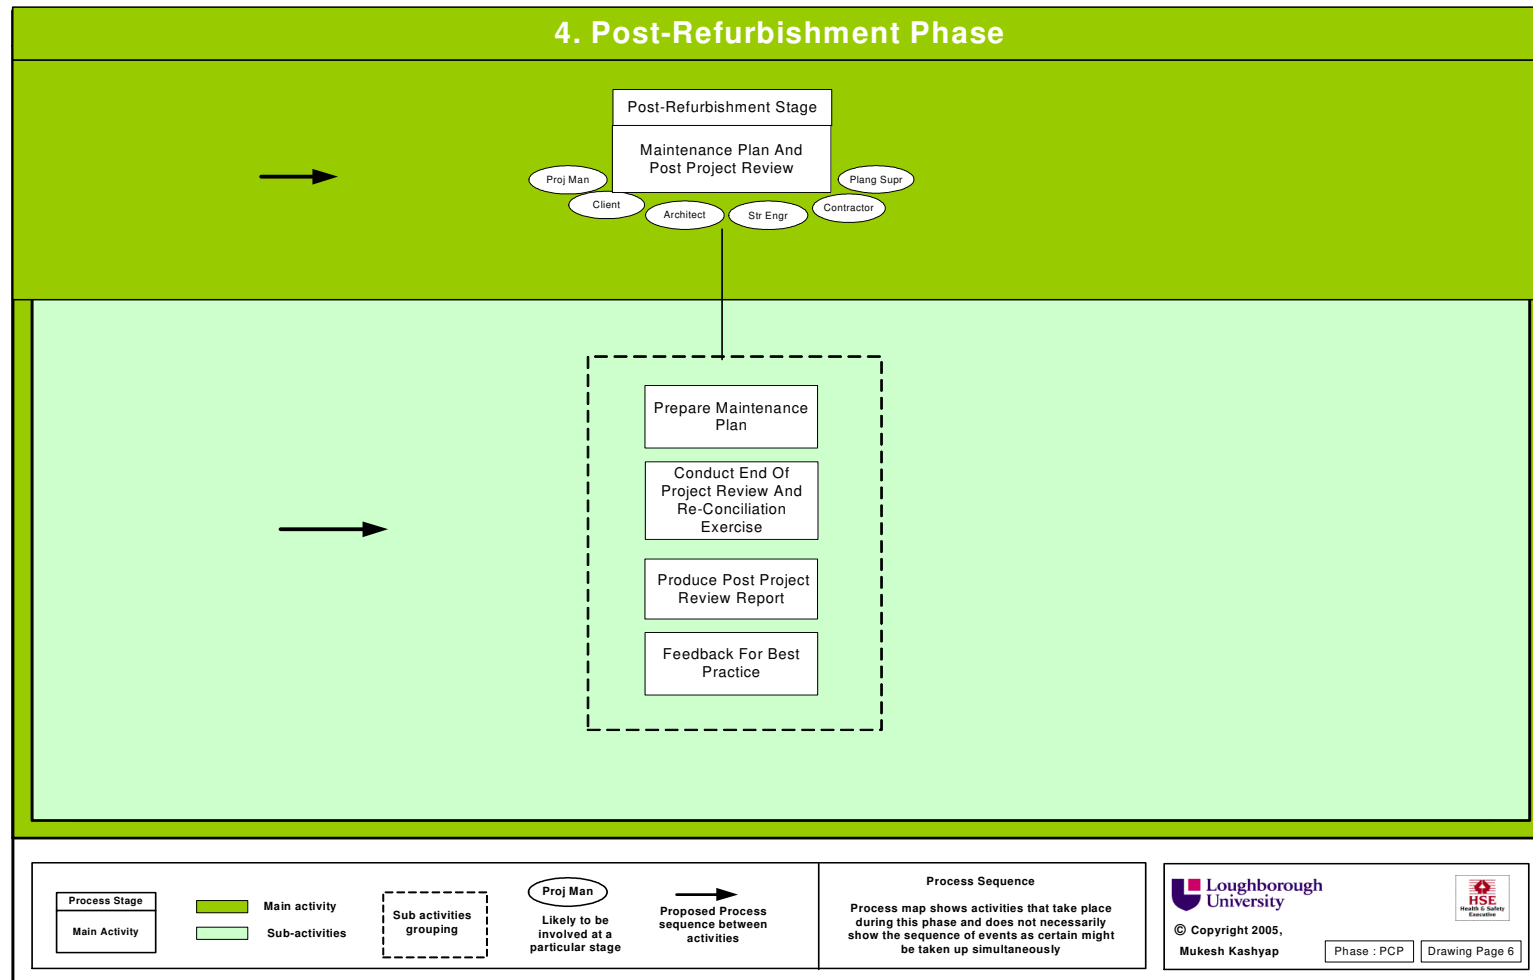 4. Post-Refurbishment Phase
Post-Refurbishment Stage
Maintenance Plan And
Post Project Review
Proj Man
Client
Architect
Str Engr
Contractor
Plang Supr
Prepare Maintenance
Plan
Conduct End Of
Project Review And
Re-Conciliation
Exercise
Produce Post Project
Review Report
Feedback For Best
Practice
Process Stage
Main Activity
Main activity
Sub-activities
Sub activities
grouping
Proj Man
Likely to be
involved at a
particular stage
Proposed Process
sequence between
activities
Process Sequence
Process map shows activities that take place
during this phase and does not necessarily
show the sequence of events as certain might
be taken up simultaneously
Loughborough
University
HSE
Health & Safety
Executive
© Copyright 2005,
Mukesh Kashyap
Phase : PCP
Drawing Page 6